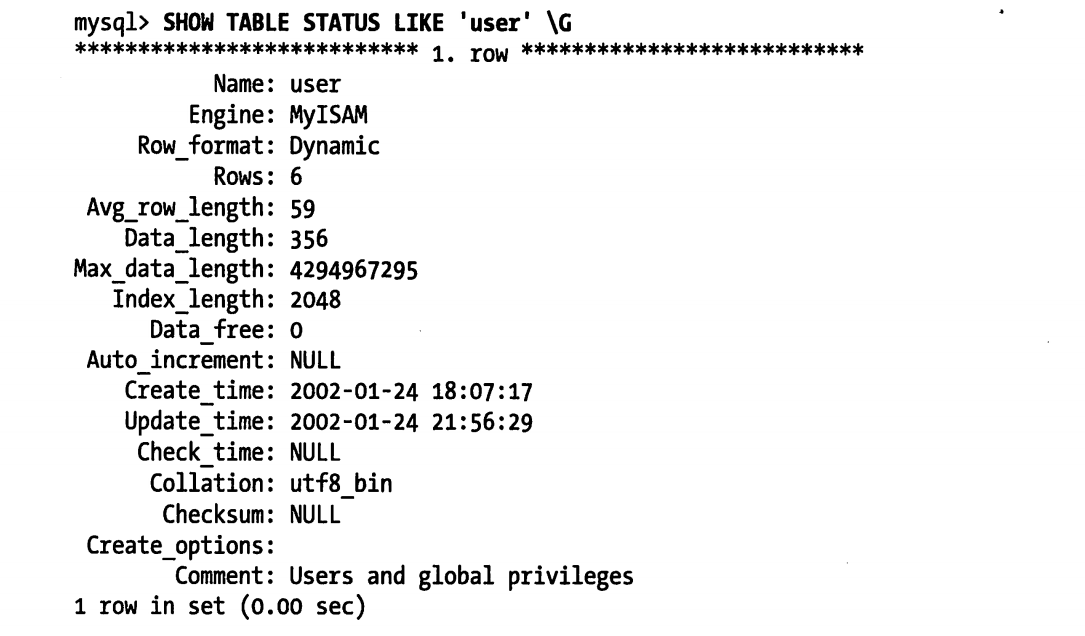 mysql> SHOW TABLE STATUS LIKE 'user' \G
*************************** 1. row ***************************
Name: user
Engine: MyISAM
Row_format: Dynamic
Rows: 6
Avg_row_length: 59
Data_length: 356
Max_data_length: 4294967295
Index_length: 2048
Data_free: 0
Auto_increment: NULL
Create_time: 2002-01-24 18:07:17
Update_time: 2002-01-24 21:56:29
Check_time: NULL
Collation: utf8_bin
Checksum: NULL
Create_options:
Comment: Users and global privileges
1 row in set (0.00 sec)